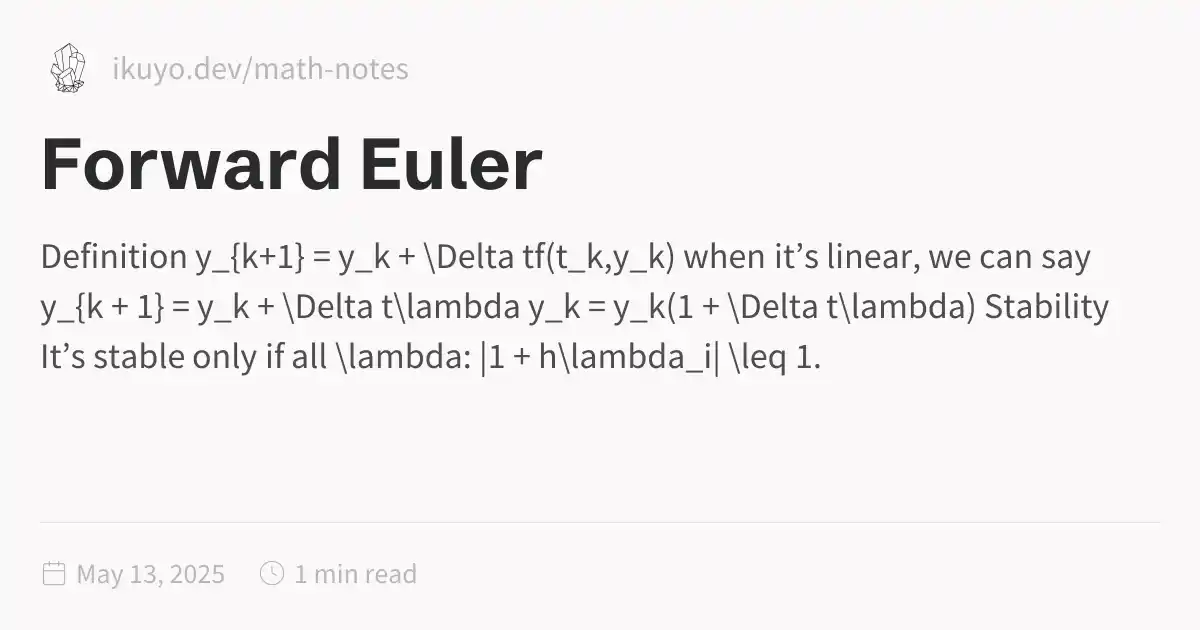 ikuyo.dev/math-notes
Forward Euler
Definition y_{k+1} = y_k + \Delta tf(t_k,y_k) when it’s linear, we can say
y_{k + 1} = y_k + \Delta t\lambda y_k = y_k(1 + \Delta t\lambda) Stability
It’s stable only if all \lambda: |1 + h\lambda_i| \leq 1.
May 13, 2025 1 min read